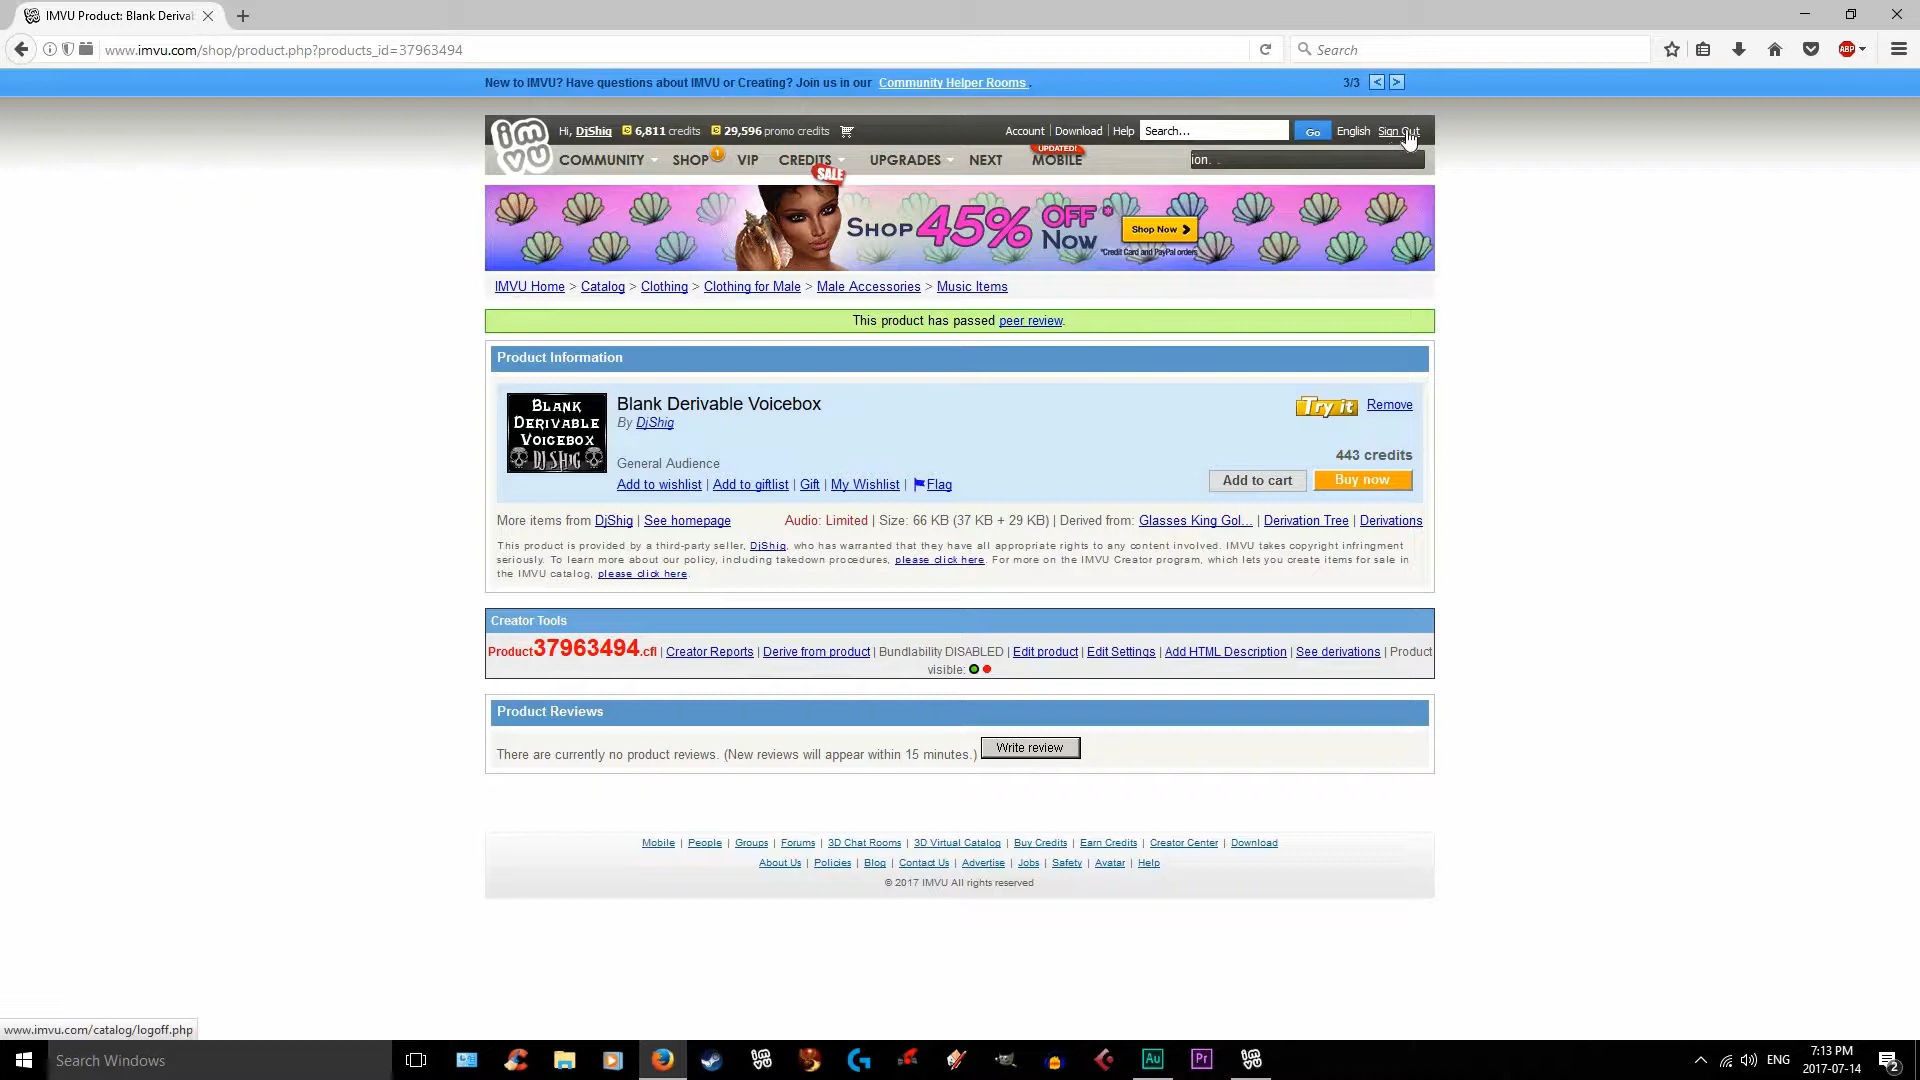 IMVU Product: Blank Deriva
www.imvu.com/shop/product.php?products_id=37963494
Search
ABP
New to IMVU? Have questions about IMVU or Creating? Join us in our Community Helper Rooms .
3/3 < >
imvu
Hi, DjShig 6,811 credits 29,596 promo credits
Account | Download | Help Search... Go English Sign Out
COMMUNITY SHOP 1 VIP CREDITS UPGRADES NEXT MOBILE
UPDATED!
SALE
ion. .
SHOP 45% OFF* NOW
Shop Now
*Credit Card and PayPal orders
IMVU Home > Catalog > Clothing > Clothing for Male > Male Accessories > Music Items
This product has passed peer review.
Product Information
BLANK
DERIVABLE
VOICEBOX
DJ SHIG
Blank Derivable Voicebox
By DjShig
General Audience
Add to wishlist | Add to giftlist | Gift | My Wishlist | Flag
Try it Remove
443 credits
Add to cart Buy now
More items from DjShig | See homepage
Audio: Limited | Size: 66 KB (37 KB + 29 KB) | Derived from: Glasses King Gol... | Derivation Tree | Derivations
This product is provided by a third-party seller, DjShig, who has warranted that they have all appropriate rights to any content involved. IMVU takes copyright infringment
seriously. To learn more about our policy, including takedown procedures, please click here. For more on the IMVU Creator program, which lets you create items for sale in
the IMVU catalog, please click here.
Creator Tools
Product37963494.cfl | Creator Reports | Derive from product | Bundlability DISABLED | Edit product | Edit Settings | Add HTML Description | See derivations | Product
visible:
Product Reviews
There are currently no product reviews. (New reviews will appear within 15 minutes.) Write review
Mobile | People | Groups | Forums | 3D Chat Rooms | 3D Virtual Catalog | Buy Credits | Earn Credits | Creator Center | Download
About Us | Policies | Blog | Contact Us | Advertise | Jobs | Safety | Avatar | Help
© 2017 IMVU All rights reserved
www.imvu.com/catalog/logoff.php
Search Windows
Au
Pr
ENG
7:13 PM
2017-07-14
2